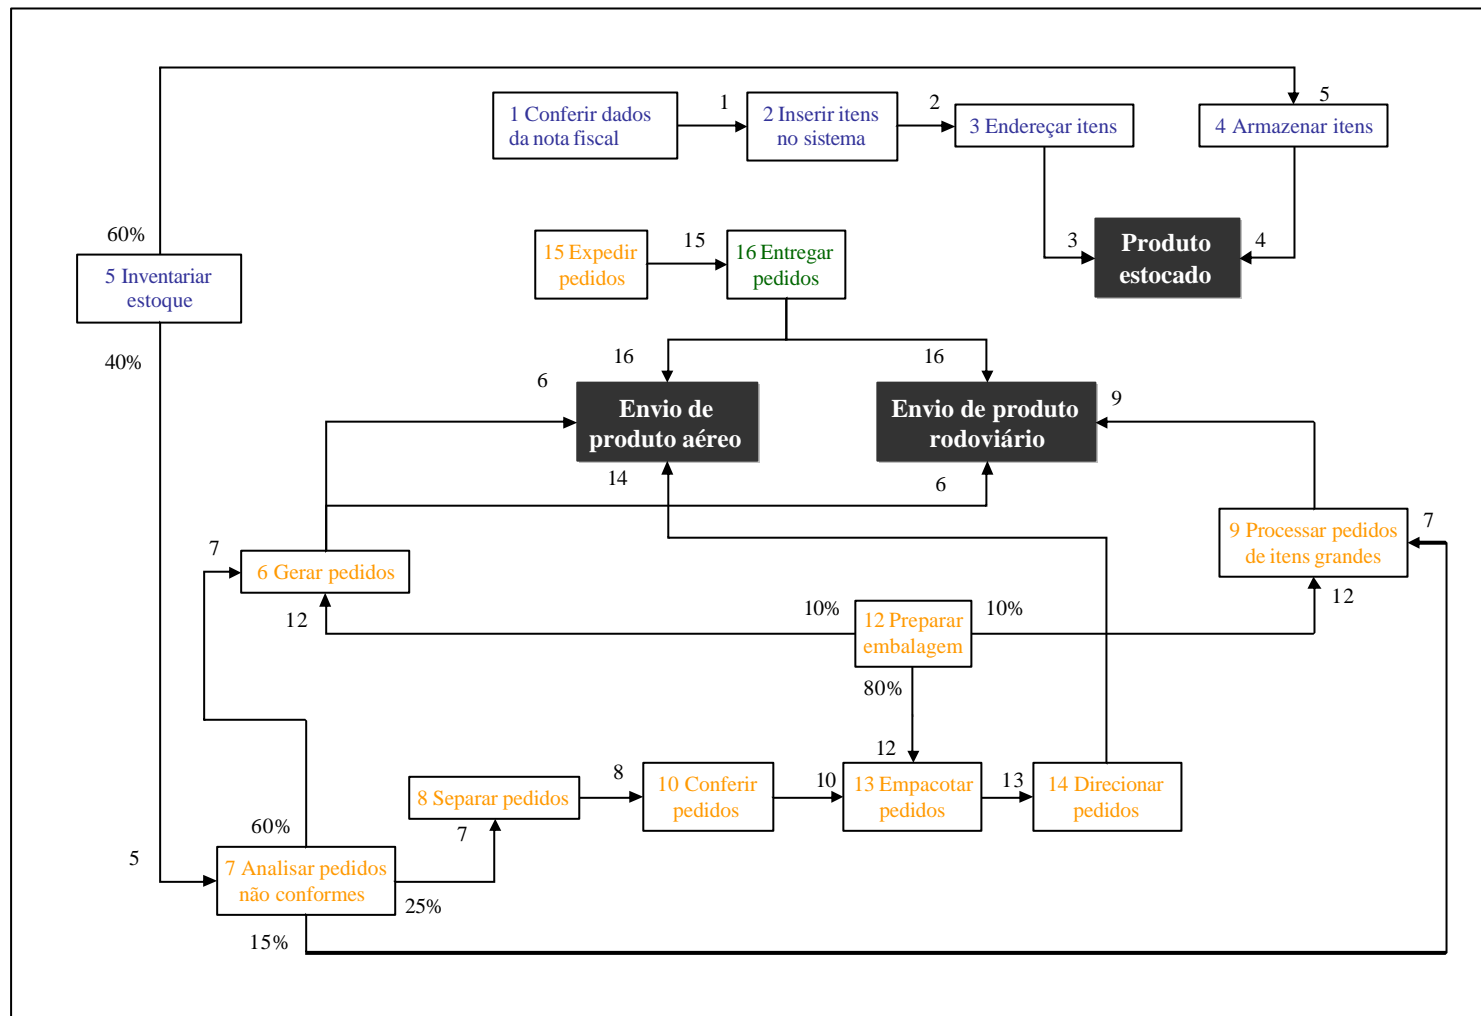 5
1
2
1 Conferir dados
da nota fiscal
2 Inserir itens
no sistema
3 Endereçar itens
4 Armazenar itens
60%
15
3
4
15 Expedir
pedidos
16 Entregar
pedidos
Produto
estocado
5 Inventariar
estoque
40%
16
16
6
9
Envio de
produto aéreo
Envio de produto
rodoviário
14
6
7
7
6 Gerar pedidos
9 Processar pedidos
de itens grandes
12
10%
12 Preparar
embalagem
10%
12
80%
12
8
10
13
8 Separar pedidos
10 Conferir
pedidos
13 Empacotar
pedidos
14 Direcionar
pedidos
60%
7
5
7 Analisar pedidos
não conformes
25%
15%